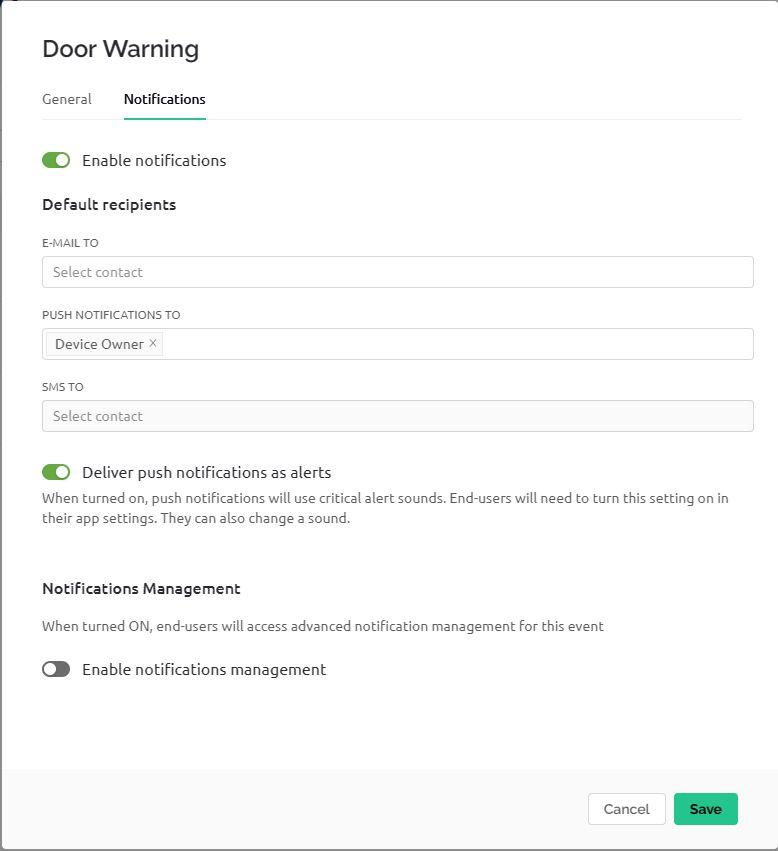 Door Warning
General Notifications
Enable notifications
Default recipients
E-MAIL TO
Select contact
PUSH NOTIFICATIONS TO
Device Owner ×
SMS TO
Select contact
Deliver push notifications as alerts
When turned on, push notifications will use critical alert sounds. End-users will need to turn this setting on in
their app settings. They can also change a sound.
Notifications Management
When turned ON, end-users will access advanced notification management for this event
Enable notifications management
Cancel Save